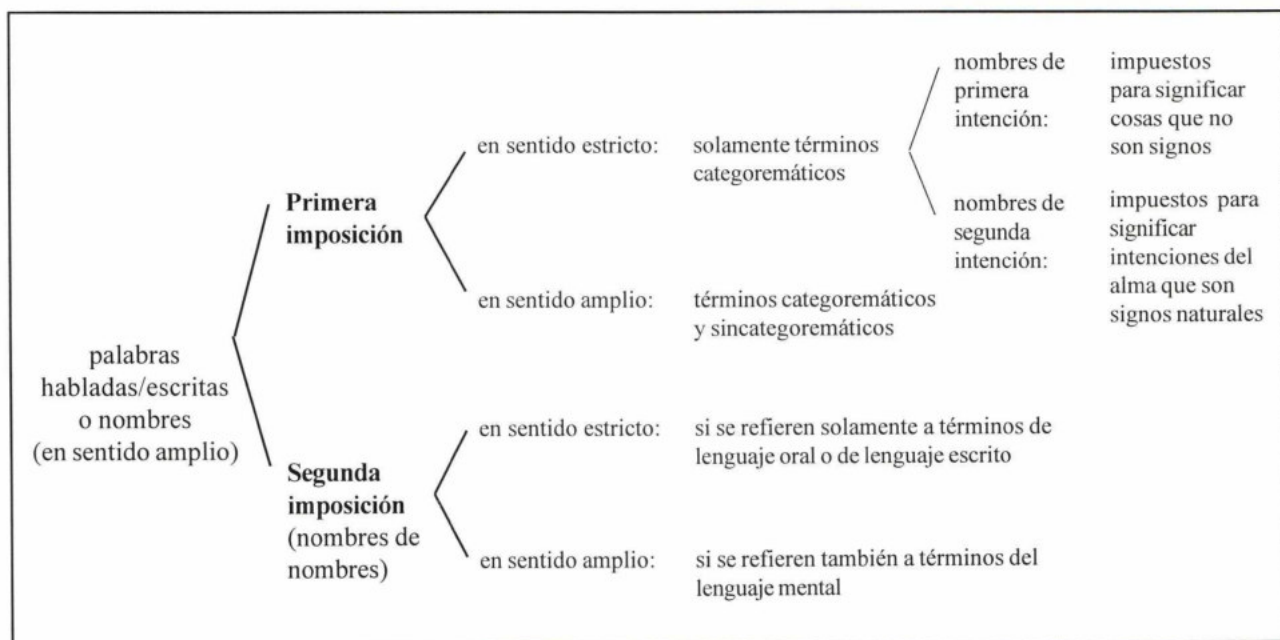 palabras
habladas/escritas
o nombres
(en sentido amplio)
Primera
imposición
en sentido estricto:
solamente términos
categoremáticos
nombres de
primera
intención:
impuestos
para significar
cosas que no
son signos
nombres de
segunda
intención:
impuestos para
significar
intenciones del
alma que son
signos naturales
en sentido amplio:
términos categoremáticos
y sincategoremáticos
Segunda
imposición
(nombres de
nombres)
en sentido estricto:
si se refieren solamente a términos de
lenguaje oral o de lenguaje escrito
en sentido amplio:
si se refieren también a términos del
lenguaje mental